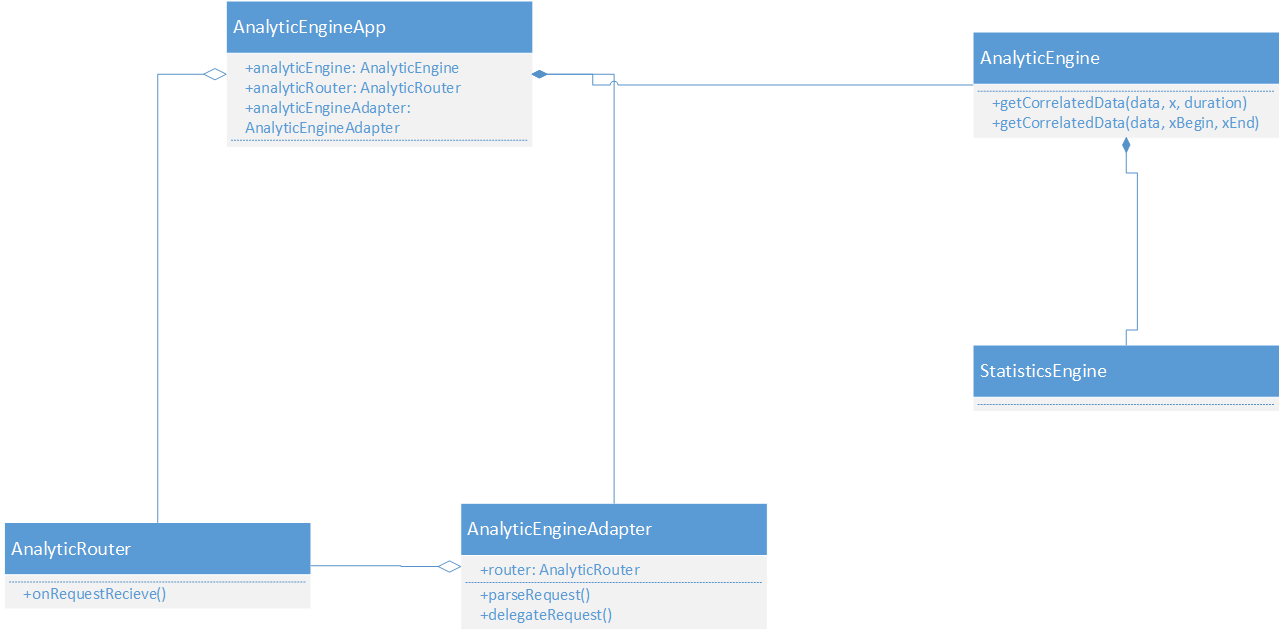 AnalyticEngineApp
+analyticEngine: AnalyticEngine
+analyticRouter: AnalyticRouter
+analyticEngineAdapter:
AnalyticEngineAdapter
AnalyticEngine
+getCorrelatedData(data, x, duration)
+getCorrelatedData(data, xBegin, xEnd)
StatisticsEngine
AnalyticRouter
+onRequestRecieve()
AnalyticEngineAdapter
+router: AnalyticRouter
+parseRequest()
+delegateRequest()